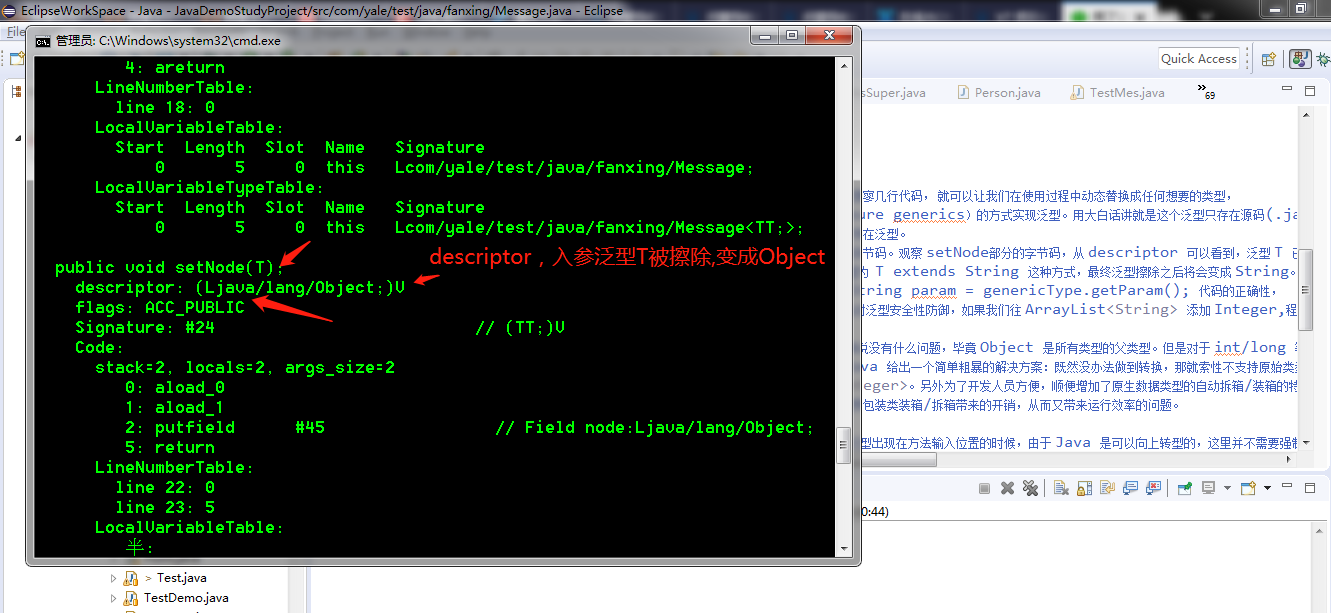 EclipseWorkSpace - Java - JavaDemoStudyProject/src/com/yale/test/java/fanxing/Message.java - Eclipse
File
管理员: C:\Windows\system32\cmd.exe
4: areturn
LineNumberTable:
line 18: 0
LocalVariableTable:
Start Length Slot Name Signature
0 5 0 this Lcom/yale/test/java/fanxing/Message;
LocalVariableTypeTable:
Start Length Slot Name Signature
0 5 0 this Lcom/yale/test/java/fanxing/Message<TT;>;
descriptor，入参泛型T被擦除,变成Object
public void setNode(T);
descriptor: (Ljava/lang/Object;)V
flags: ACC_PUBLIC
Signature: #24 // (TT;)V
Code:
stack=2, locals=2, args_size=2
0: aload_0
1: aload_1
2: putfield #45 // Field node:Ljava/lang/Object;
5: return
LineNumberTable:
line 22: 0
line 23: 5
LocalVariableTable:
半:
Quick Access
sSuper.java Person.java TestMes.java »69
寥几行代码，就可以让我们在使用过程中动态替换成任何想要的类型，
ure generics）的方式实现泛型。用大白话讲就是这个泛型只存在源码(.ja
在泛型。
节码。观察 setNode部分的字节码，从 descriptor 可以看到，泛型 T 已
T extends String 这种方式，最终泛型擦除之后将会变成 String。
tring param = genericType.getParam(); 代码的正确性，
对泛型安全性防御，如果我们往 ArrayList<String> 添加 Integer,程
说没有什么问题，毕竟 Object 是所有类型的父类型。但是对于 int/long
va 给出一个简单粗暴的解决方案：既然没办法做到转换，那就索性不支持原始类
eger>。另外为了开发人员方便，顺便增加了原生数据类型的自动拆箱/装箱的特
包装类装箱/拆箱带来的开销，从而又带来运行效率的问题。
型出现在方法输入位置的时候，由于 Java 是可以向上转型的，这里并不需要强制
0:44)
> Test.java
TestDemo.java